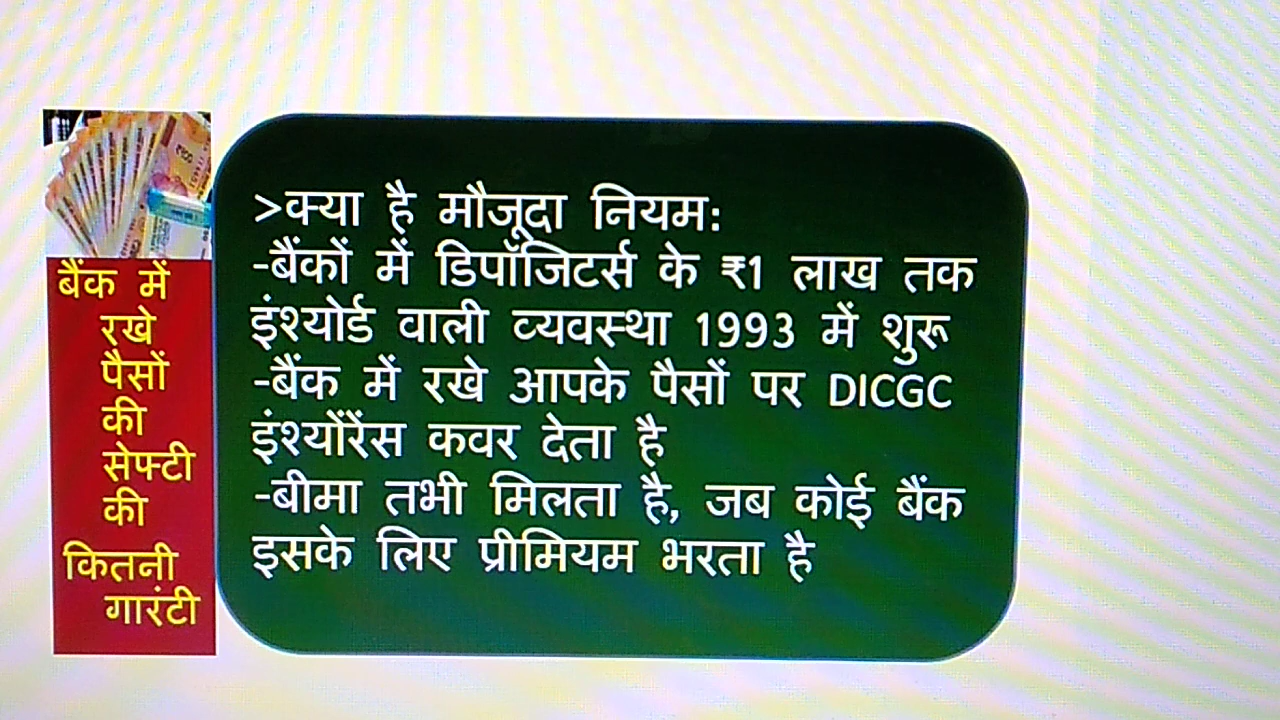 बैंक में
रखे
पैसों
की
सेफ्टी
की
कितनी
गारंटी
>क्या है मौजूदा नियम:
-बैंकों में डिपॉजिटर्स के ₹1 लाख तक
इंश्योर्ड वाली व्यवस्था 1993 में शुरू
-बैंक में रखे आपके पैसों पर DICGC
इंश्योंरेंस कवर देता है
-बीमा तभी मिलता है, जब कोई बैंक
इसके लिए प्रीमियम भरता है